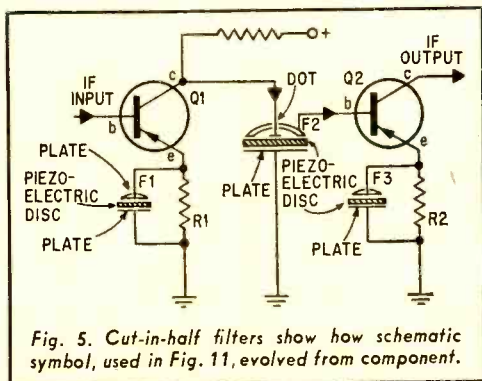 +
c
Q1
IF
INPUT
b
e
DOT
F2
Q2
IF
OUTPUT
c
b
e
PLATE
F1
PIEZO-
ELECTRIC
DISC
PLATE
R1
PLATE
PIEZO-
ELECTRIC
DISC
F3
PLATE
R2
Fig. 5. Cut-in-half filters show how schematic
symbol, used in Fig. 11, evolved from component.